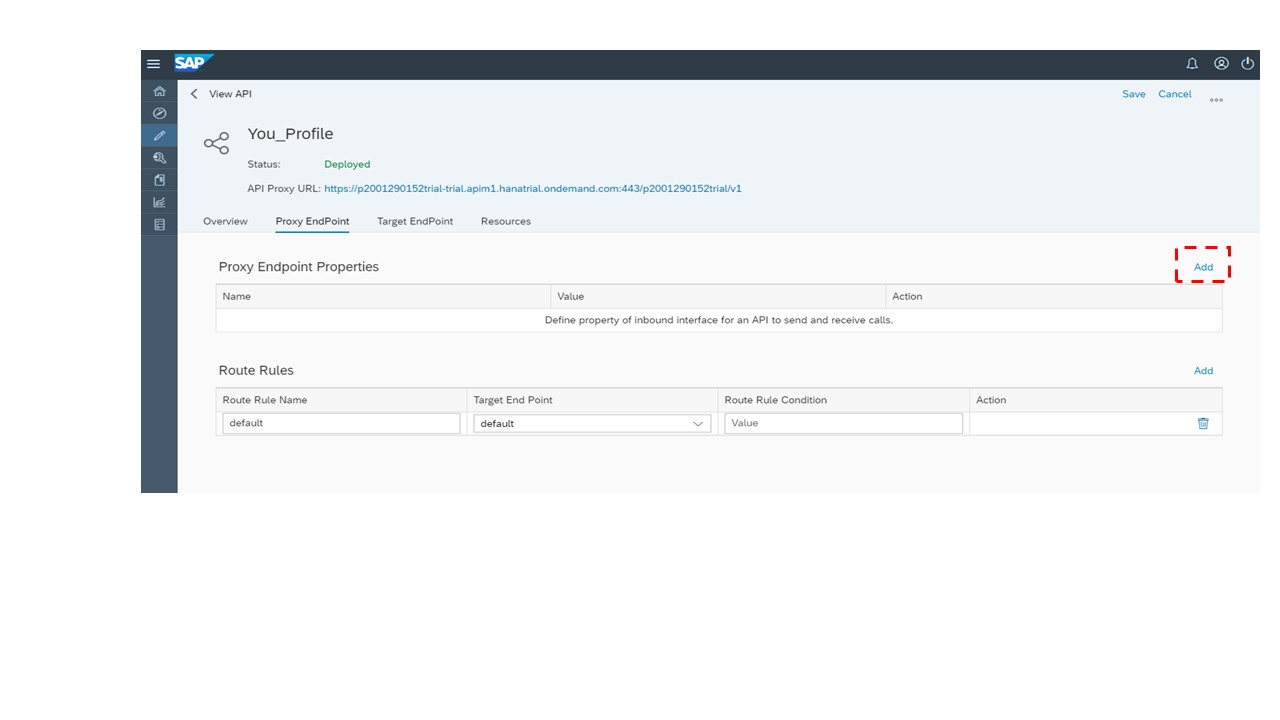 SAP
View API
Save Cancel
You_Profile
Status: Deployed
API Proxy URL: https://p2001290152trial-trial.apim1.hanatrial.ondemand.com:443/p2001290152trial/v1
Overview Proxy EndPoint Target EndPoint Resources
Proxy Endpoint Properties Add
Name Value Action
Define property of inbound interface for an API to send and receive calls.
Route Rules Add
Route Rule Name Target End Point Route Rule Condition Action
default default Value